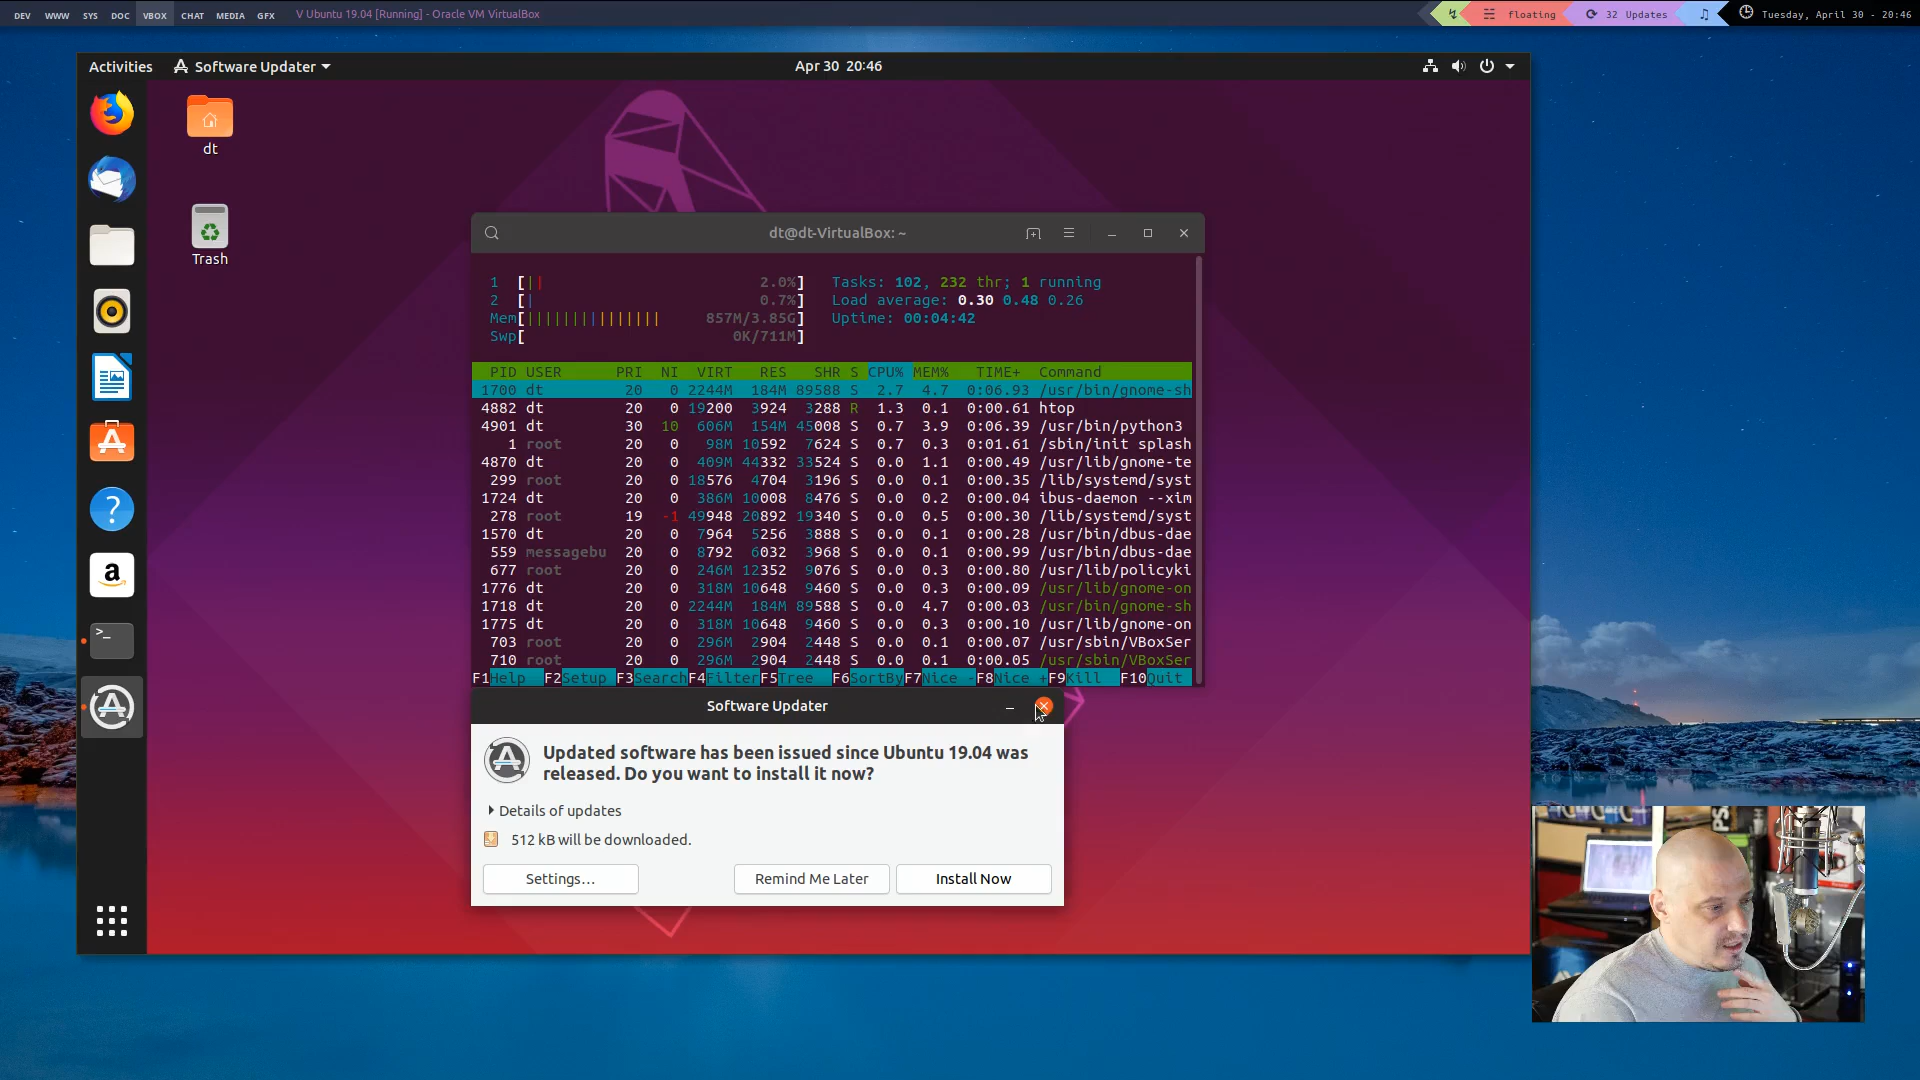 DEV WWW SYS DOC VBOX CHAT MEDIA GFX V Ubuntu 19.04 [Running] - Oracle VM VirtualBox floating 32 Updates Tuesday, April 30 - 20:46
Activities Software Updater Apr 30 20:46
dt
Trash
dt@dt-VirtualBox: ~
1 [|| 2.0%] Tasks: 102, 232 thr; 1 running
2 [| 0.7%] Load average: 0.30 0.48 0.26
Mem[||||||||||||||| 857M/3.85G] Uptime: 00:04:42
Swp[ 0K/711M]
PID USER PRI NI VIRT RES SHR S CPU% MEM% TIME+ Command
1700 dt 20 0 2244M 184M 89588 S 2.7 4.7 0:06.93 /usr/bin/gnome-sh
4882 dt 20 0 19200 3924 3288 R 1.3 0.1 0:00.61 htop
4901 dt 30 10 606M 154M 45008 S 0.7 3.9 0:06.39 /usr/bin/python3
1 root 20 0 98M 10592 7624 S 0.7 0.3 0:01.61 /sbin/init splash
4870 dt 20 0 409M 44332 33524 S 0.0 1.1 0:00.49 /usr/lib/gnome-te
299 root 20 0 18576 4704 3196 S 0.0 0.1 0:00.35 /lib/systemd/syst
1724 dt 20 0 386M 10008 8476 S 0.0 0.2 0:00.04 ibus-daemon --xim
278 root 19 -1 49948 20892 19340 S 0.0 0.5 0:00.30 /lib/systemd/syst
1570 dt 20 0 7964 5256 3888 S 0.0 0.1 0:00.28 /usr/bin/dbus-dae
559 messagebu 20 0 8792 6032 3968 S 0.0 0.1 0:00.99 /usr/bin/dbus-dae
677 root 20 0 246M 12352 9076 S 0.0 0.3 0:00.80 /usr/lib/policyki
1776 dt 20 0 318M 10648 9460 S 0.0 0.3 0:00.09 /usr/lib/gnome-on
1718 dt 20 0 2244M 184M 89588 S 0.0 4.7 0:00.03 /usr/bin/gnome-sh
1775 dt 20 0 318M 10648 9460 S 0.0 0.3 0:00.10 /usr/lib/gnome-on
703 root 20 0 296M 2904 2448 S 0.0 0.1 0:00.07 /usr/sbin/VBoxSer
710 root 20 0 296M 2904 2448 S 0.0 0.1 0:00.05 /usr/sbin/VBoxSer
F1Help F2Setup F3Search F4Filter F5Tree F6SortBy F7Nice - F8Nice + F9Kill F10Quit
Software Updater
Updated software has been issued since Ubuntu 19.04 was
released. Do you want to install it now?
Details of updates
512 kB will be downloaded.
Settings… Remind Me Later Install Now